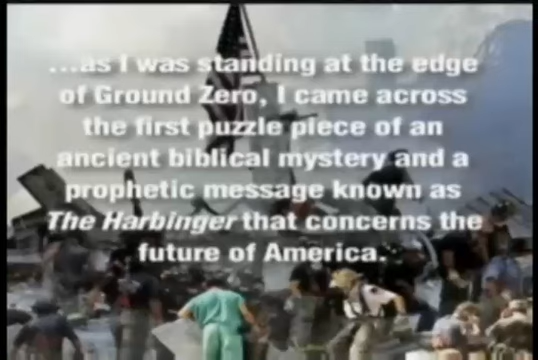 ...as I was standing at the edge
of Ground Zero, I came across
the first puzzle piece of an
ancient biblical mystery and a
prophetic message known as
The Harbinger that concerns the
future of America.